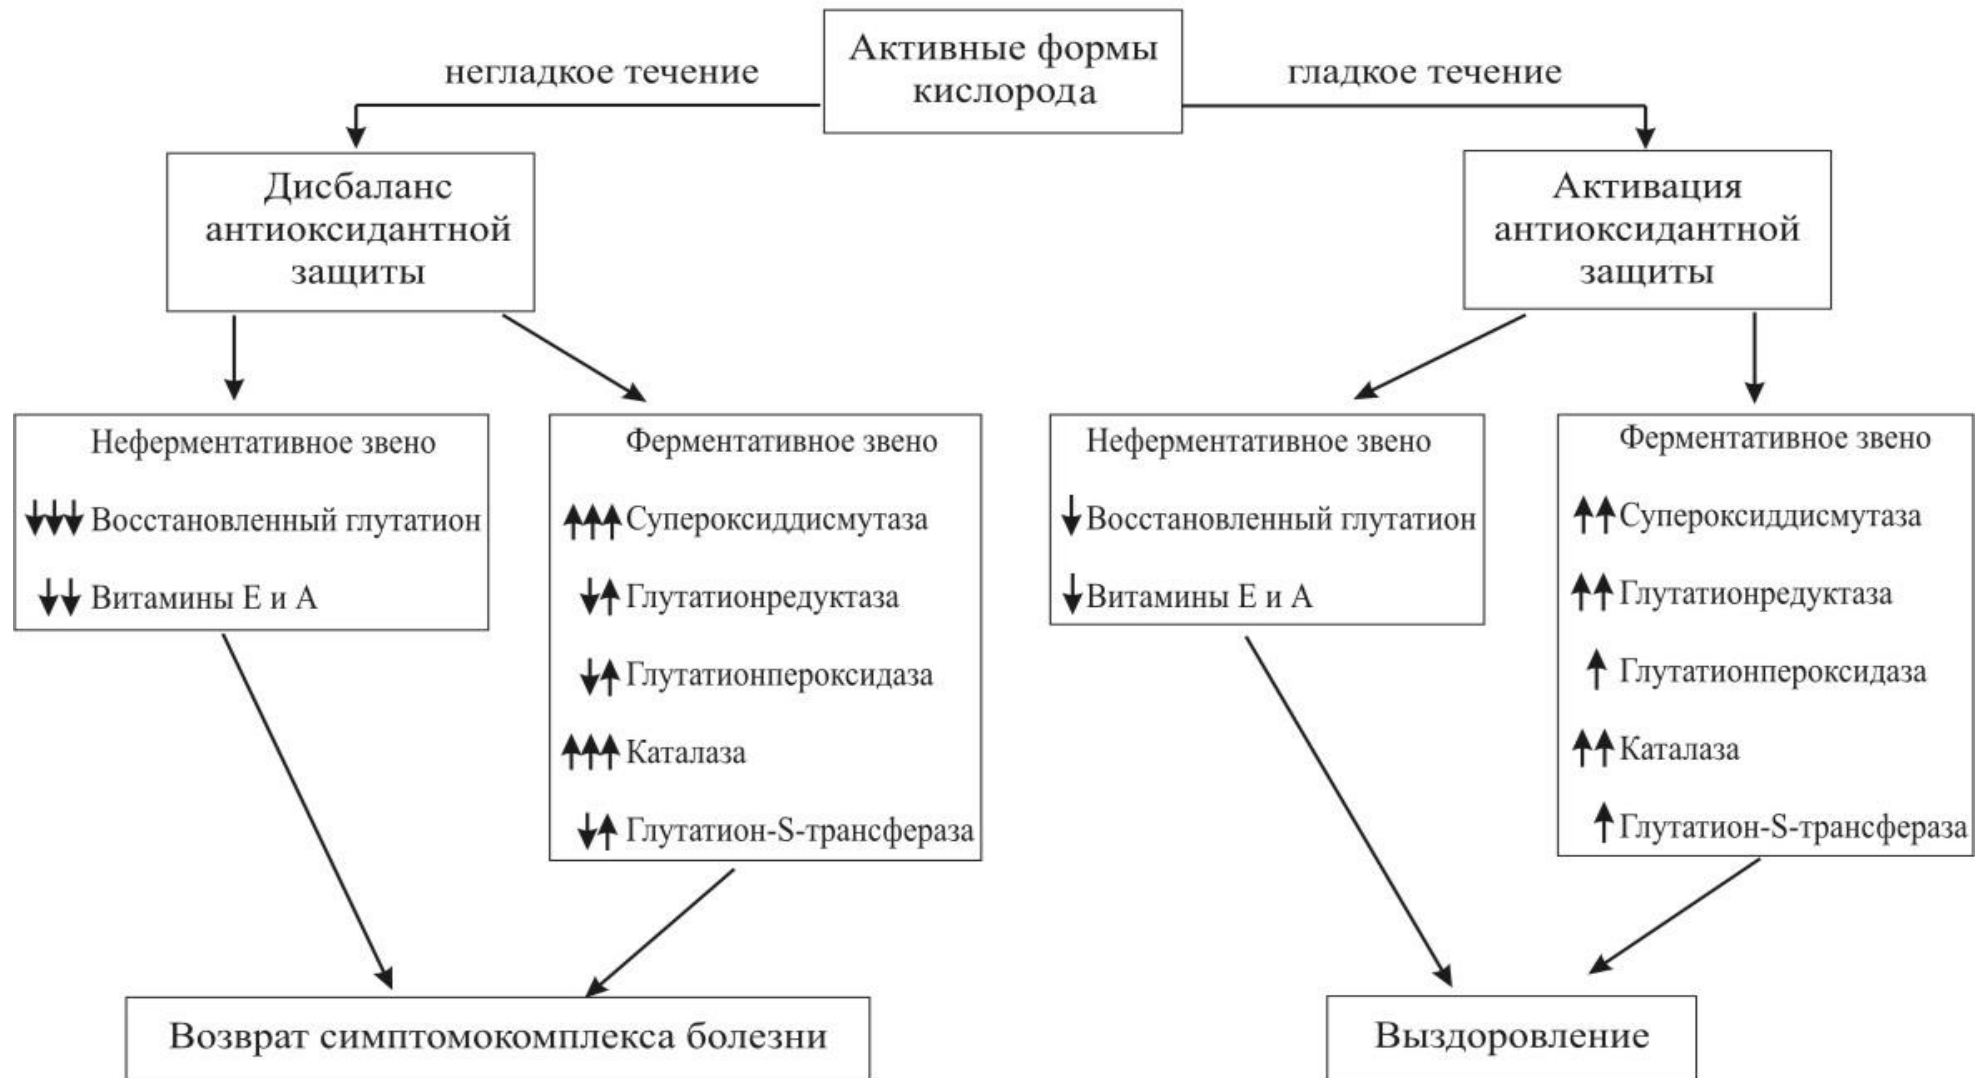 Активные формы
кислорода
негладкое течение
гладкое течение
Дисбаланс
антиоксидантной
защиты
Активация
антиоксидантной
защиты
Неферментативное звено
↓↓↓ Восстановленный глутатион
↓↓ Витамины Е и А
Ферментативное звено
↑↑↑ Супероксиддисмутаза
↓↑ Глутатионредуктаза
↓↑ Глутатионпероксидаза
↑↑↑ Каталаза
↓↑ Глутатион-S-трансфераза
Неферментативное звено
↓ Восстановленный глутатион
↓ Витамины Е и А
Ферментативное звено
↑↑ Супероксиддисмутаза
↑↑ Глутатионредуктаза
↑ Глутатионпероксидаза
↑↑ Каталаза
↑ Глутатион-S-трансфераза
Возврат симптомокомплекса болезни
Выздоровление